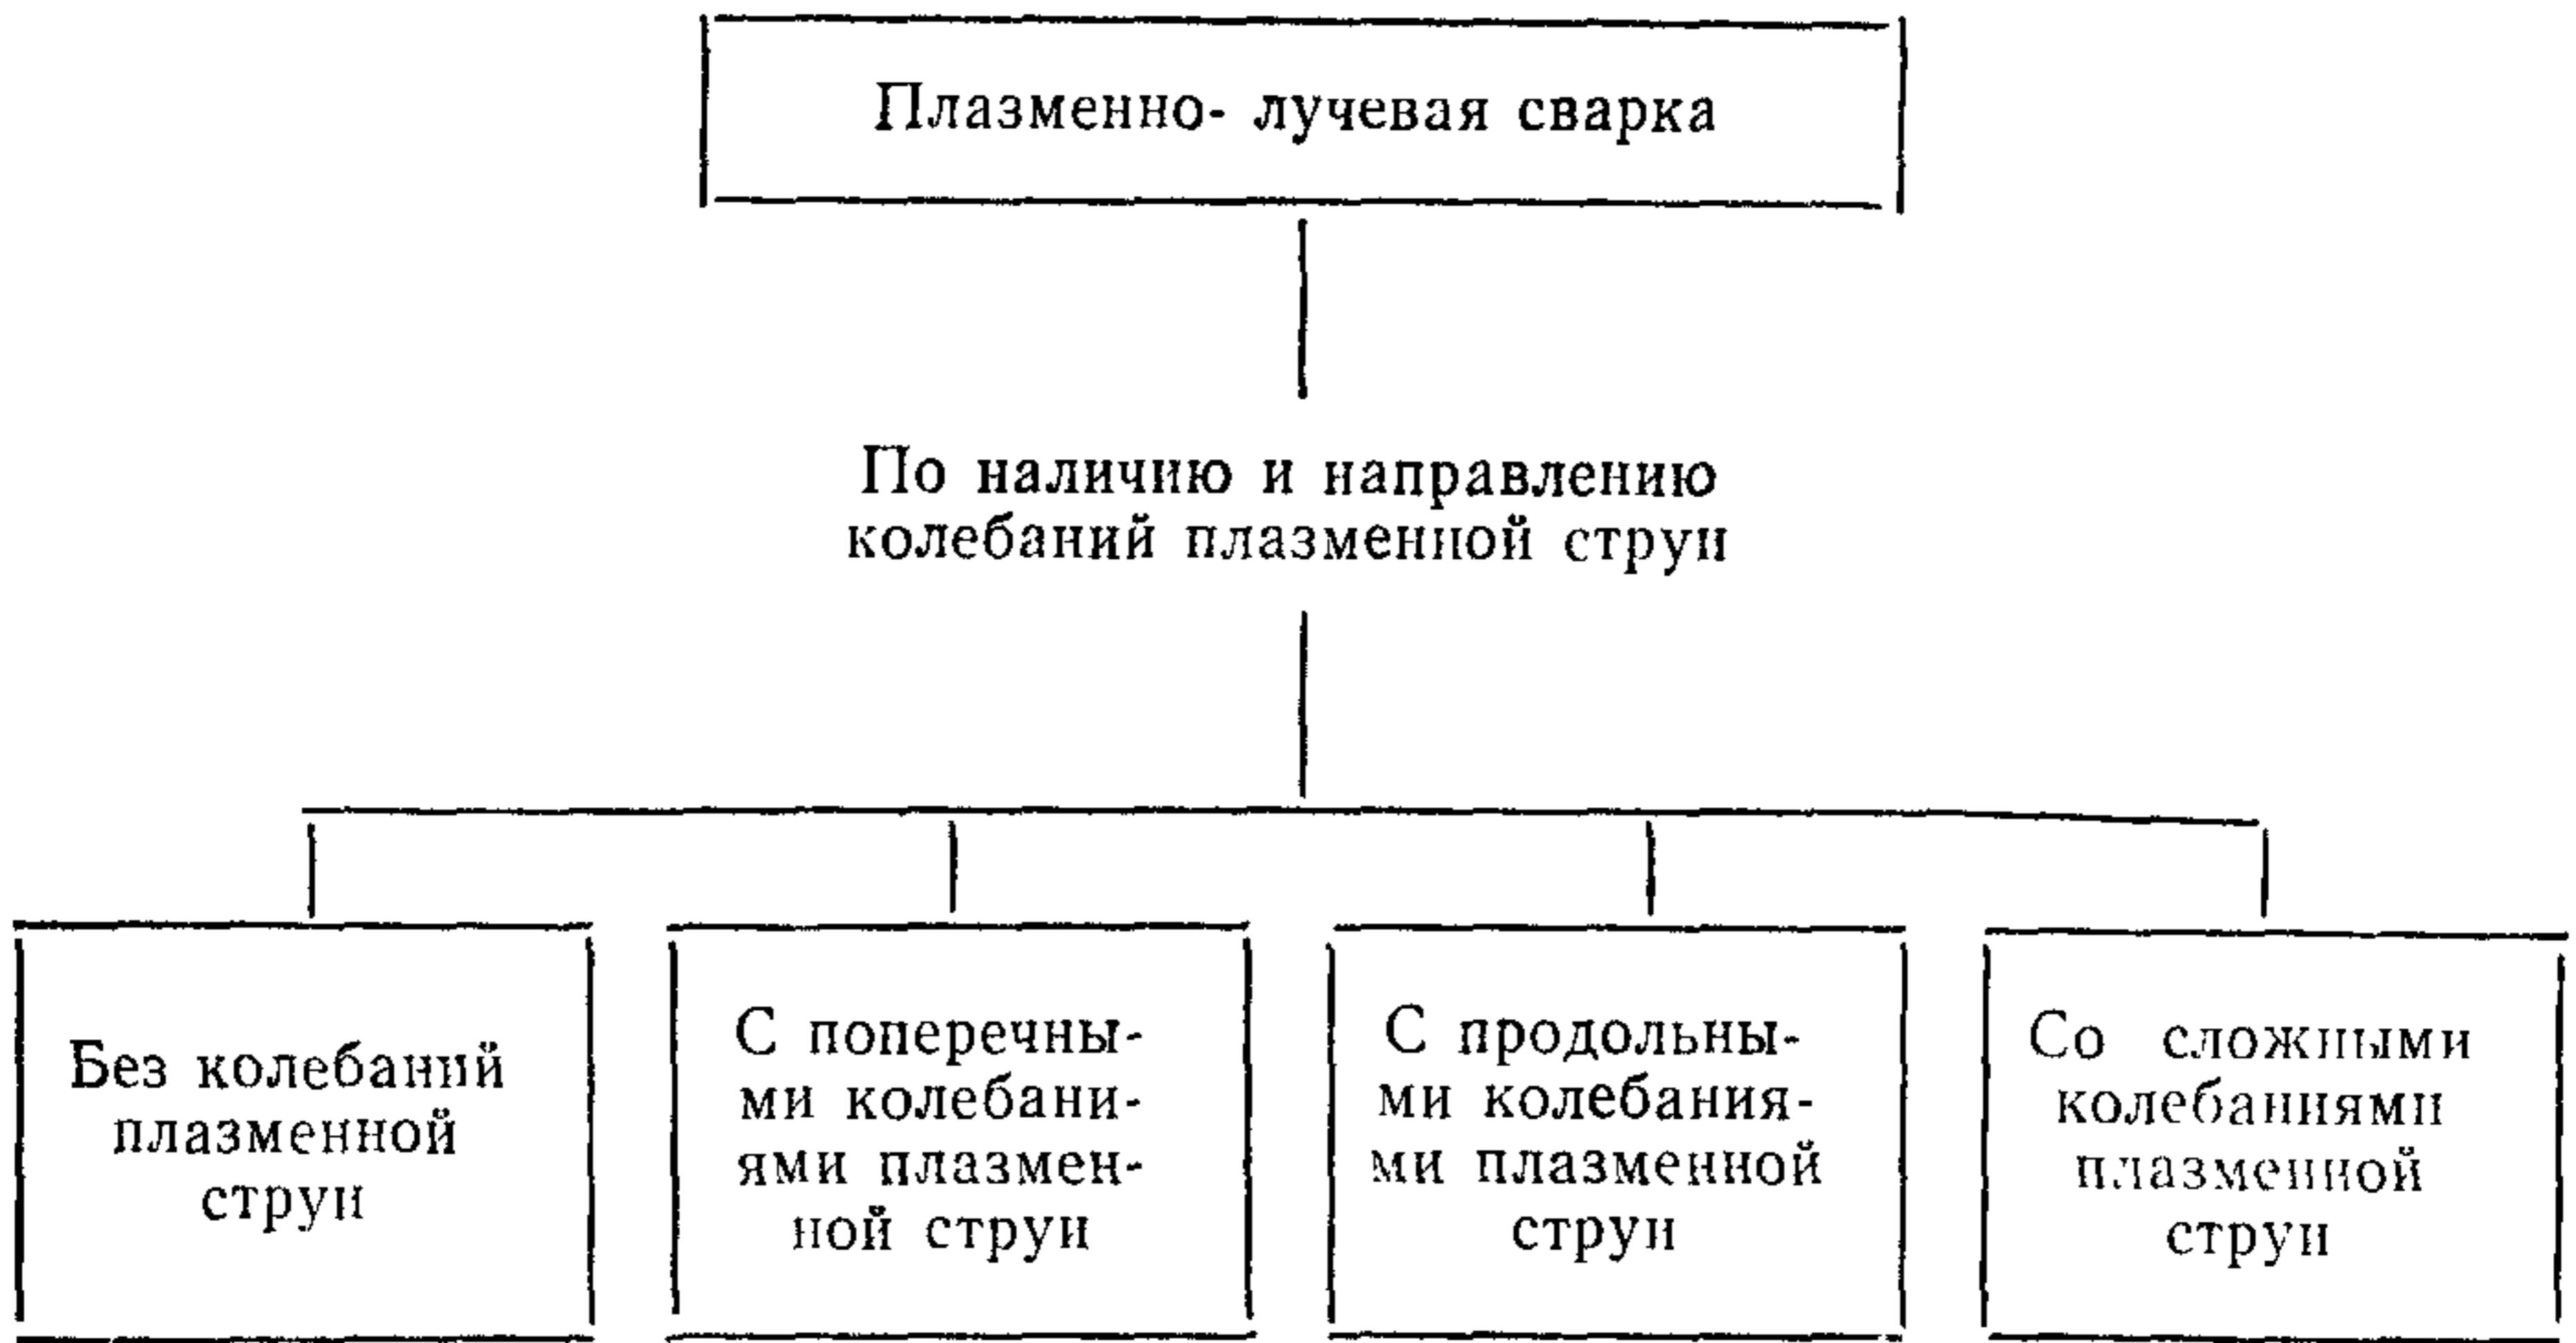 Плазменно- лучевая сварка
По наличию и направлению
колебаний плазменной струи
Без колебаний
плазменной
струи
С поперечны-
ми колебани-
ями плазмен-
ной струи
С продольны-
ми колебания-
ми плазменной
струи
Со сложными
колебаниями
плазменной
струи